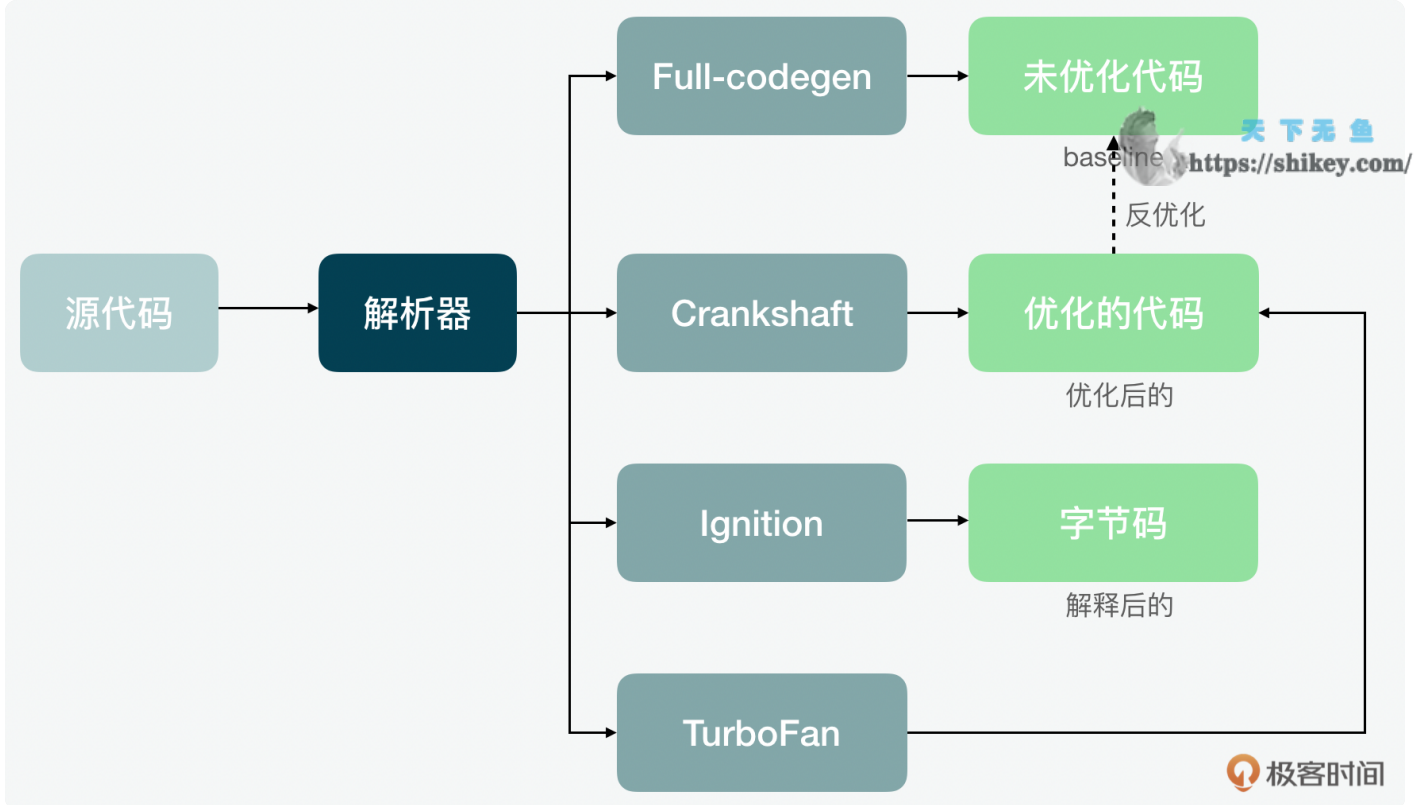 Full-codegen
未优化代码
天下无鱼
baseline
https://shikey.com/
反优化
源代码
解析器
Crankshaft
优化的代码
优化后的
Ignition
字节码
解释后的
TurboFan
极客时间